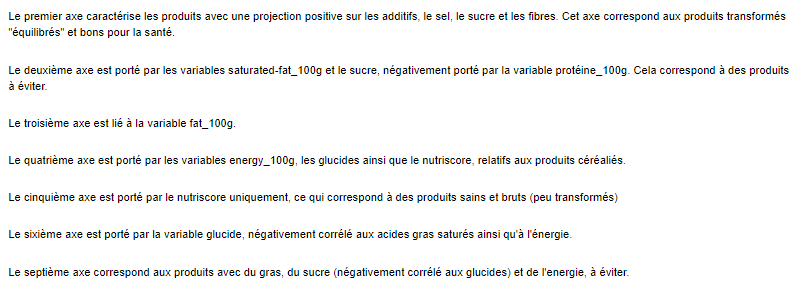 Le premier axe caractérise les produits avec une projection positive sur les additifs, le sel, le sucre et les fibres. Cet axe correspond aux produits transformés
"équilibrés" et bons pour la santé.
Le deuxième axe est porté par les variables saturated-fat_100g et le sucre, négativement porté par la variable protéine_100g. Cela correspond à des produits
à éviter.
Le troisième axe est lié à la variable fat_100g.
Le quatrième axe est porté par les variables energy_100g, les glucides ainsi que le nutriscore, relatifs aux produits céréaliés.
Le cinquième axe est porté par le nutriscore uniquement, ce qui correspond à des produits sains et bruts (peu transformés)
Le sixième axe est porté par la variable glucide, négativement corrélé aux acides gras saturés ainsi qu'à l'énergie.
Le septième axe correspond aux produits avec du gras, du sucre (négativement corrélé aux glucides) et de l'energie, à éviter.